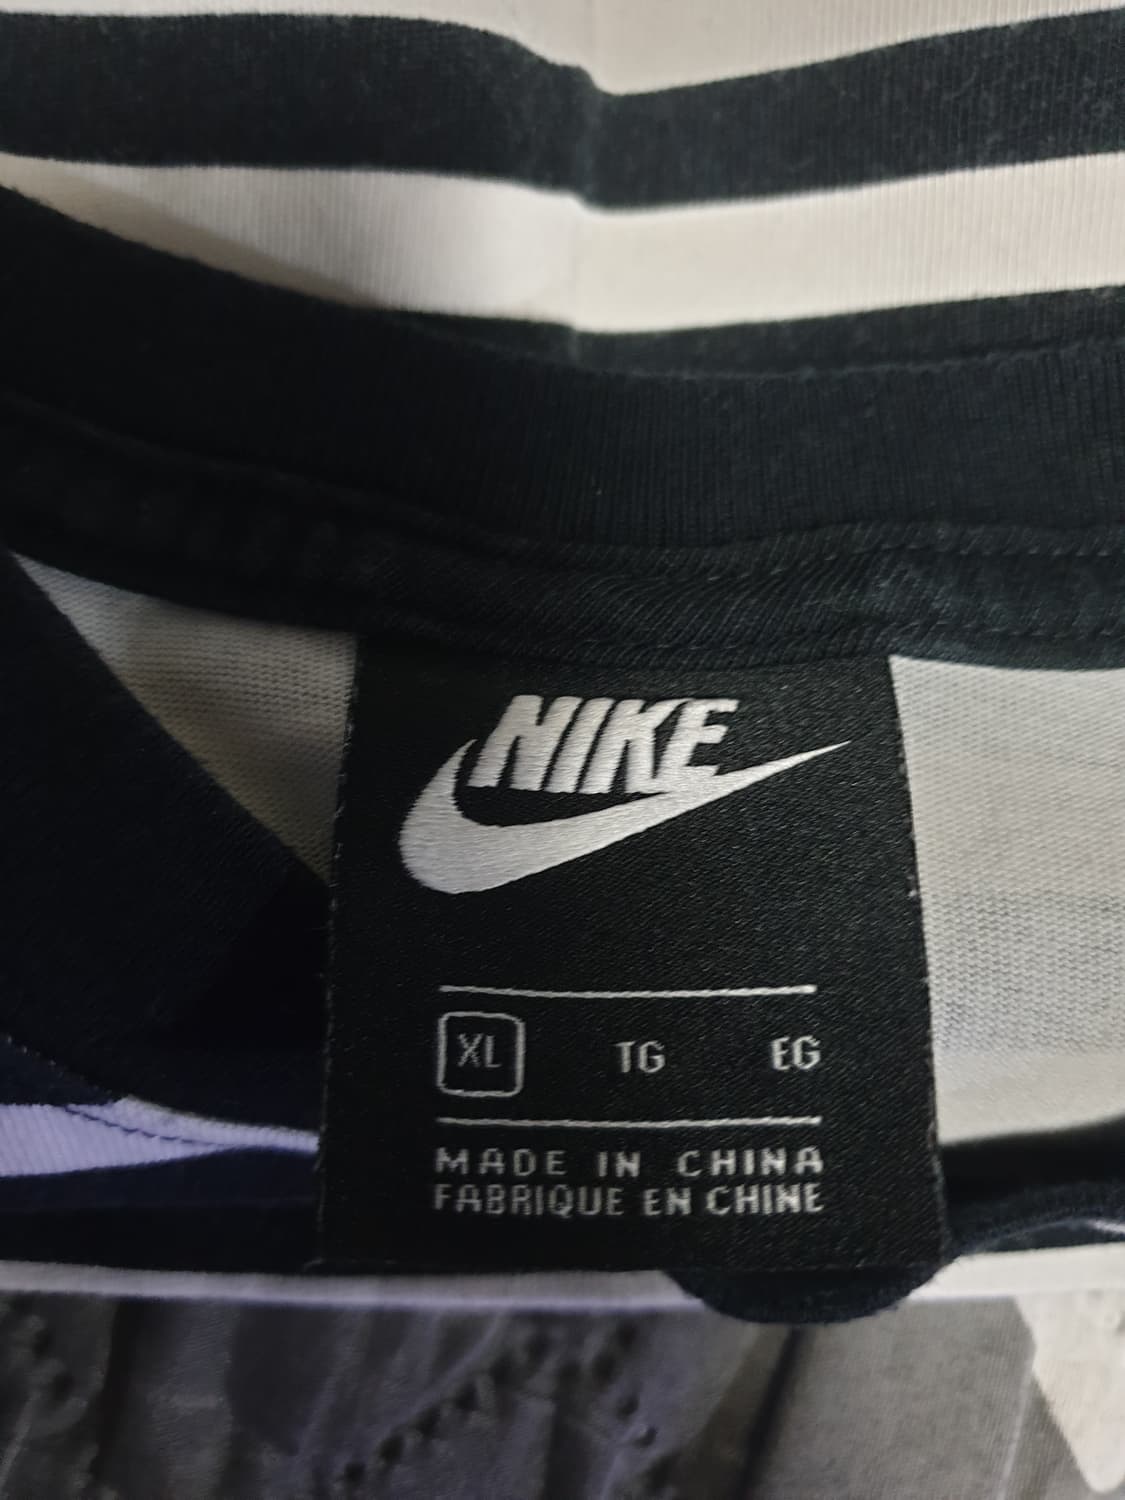 NIKE
XL TG EG
MADE IN CHINA
FABRIQUE EN CHINE